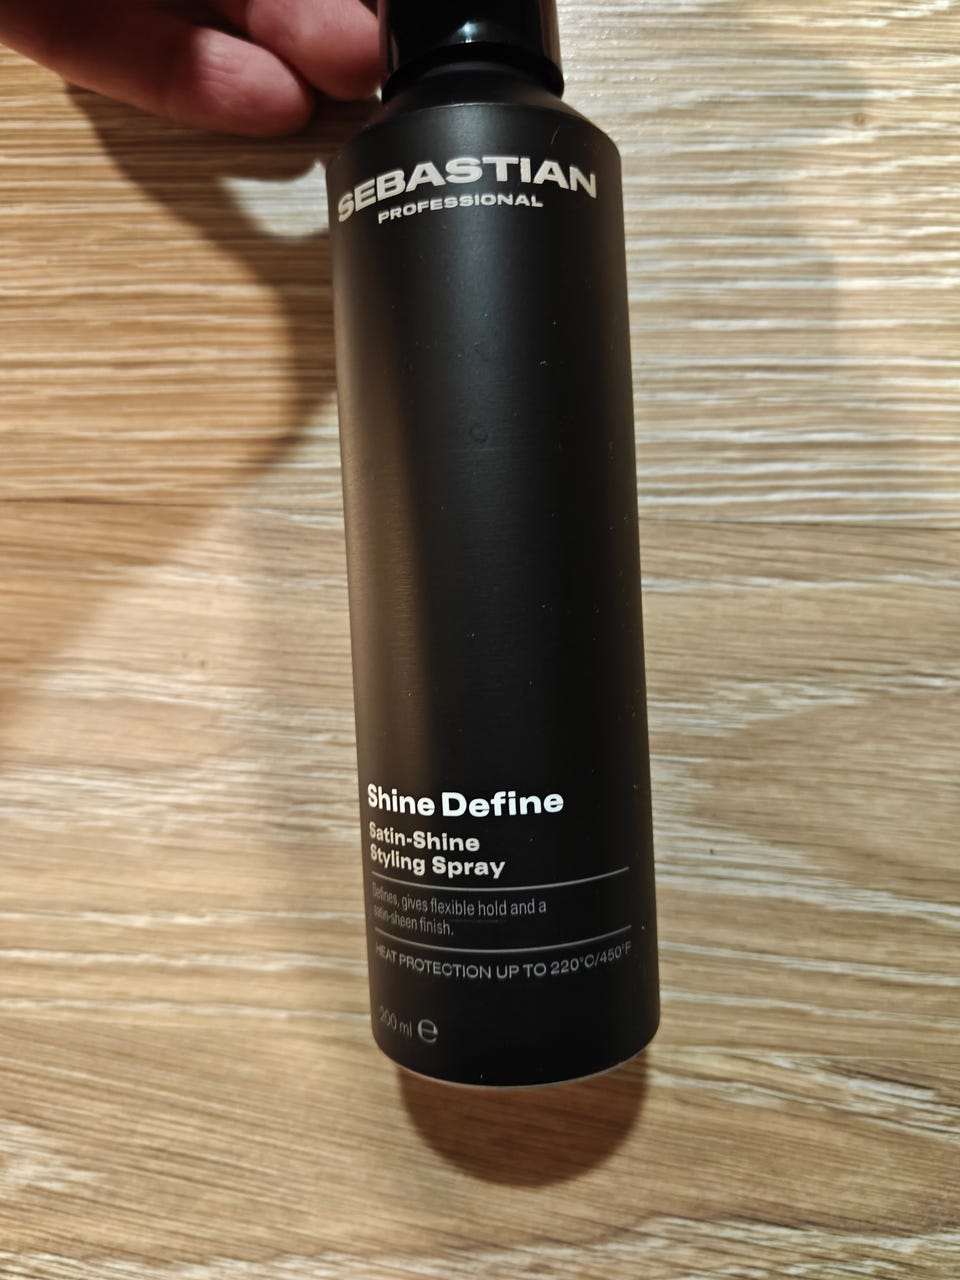 SEBASTIAN
PROFESSIONAL
Shine Define
Satin-Shine
Styling Spray
Defines, gives flexible hold and a
satin-sheen finish.
HEAT PROTECTION UP TO 220°C/450°F
200 ml ℮